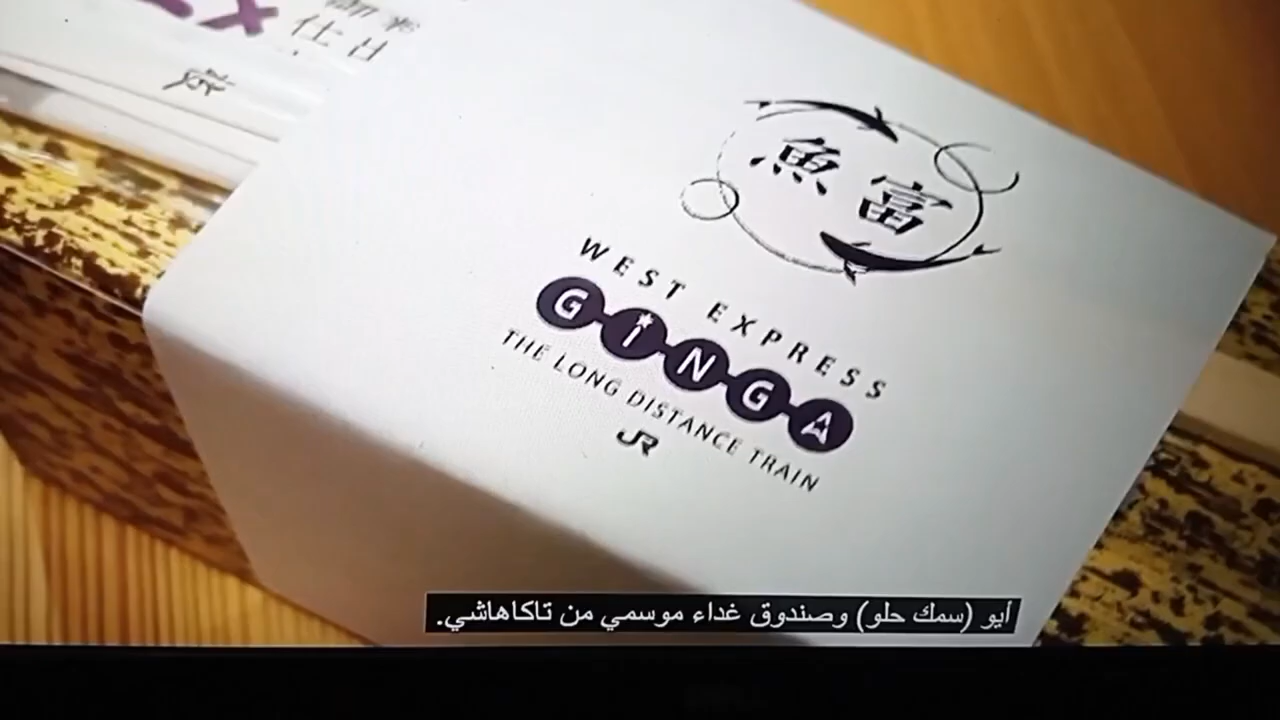 魚富
WEST EXPRESS
GINGA
THE LONG DISTANCE TRAIN
JR
أيو (سمك حلو) وصندوق غداء موسمي من تاكاهاشي.